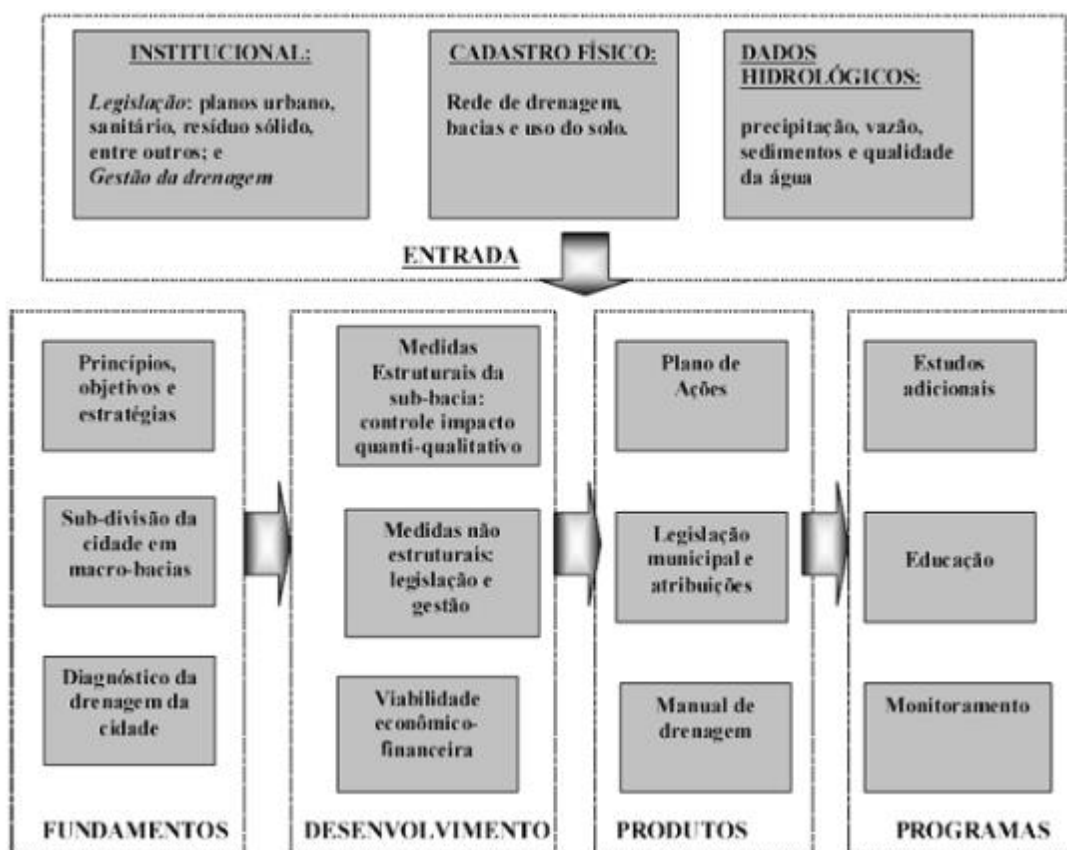 INSTITUCIONAL:
Legislação: planos urbano,
sanitário, resíduo sólido,
entre outros; e
Gestão da drenagem
CADASTRO FÍSICO:
Rede de drenagem,
bacias e uso do solo.
DADOS
HIDROLÓGICOS:
precipitação, vazão,
sedimentos e qualidade
da água
ENTRADA
Princípios,
objetivos e
estratégias
Sub-divisão da
cidade em
macro-bacias
Diagnóstico da
drenagem da
cidade
FUNDAMENTOS
Medidas
Estruturais da
sub-bacia:
controle impacto
quanti-qualitativo
Medidas não
estruturais:
legislação e
gestão
Viabilidade
econômico-
financeira
DESENVOLVIMENTO
Plano de
Ações
Legislação
municipal e
atribuições
Manual de
drenagem
PRODUTOS
Estudos
adicionais
Educação
Monitoramento
PROGRAMAS